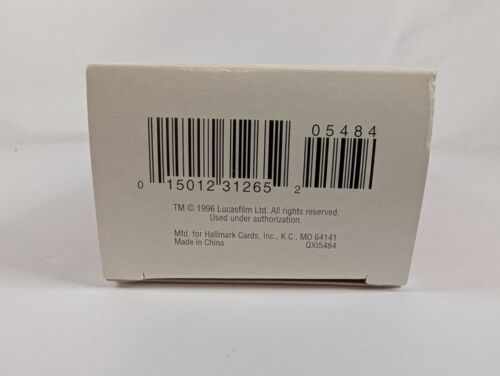 05484
0 15012 31265 2
TM © 1996 Lucasfilm Ltd. All rights reserved.
Used under authorization.
Mfd. for Hallmark Cards, Inc., K.C., MO 64141
Made in China QXI5484